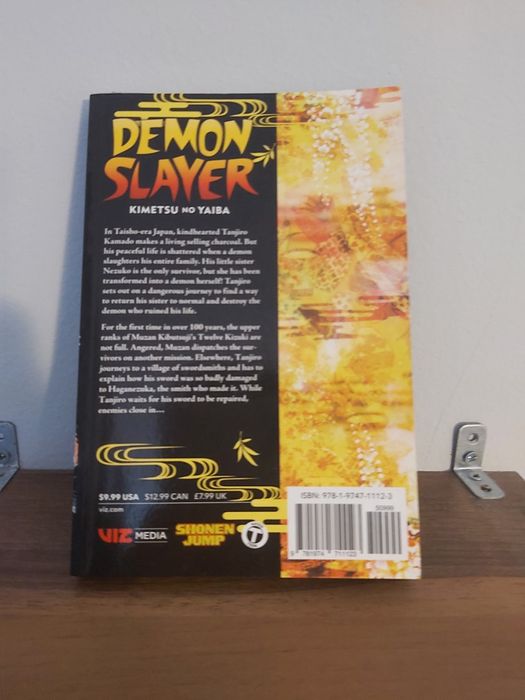 DEMON
SLAYER
KIMETSU NO YAIBA
In Taisho-era Japan, kindhearted Tanjiro
Kamado makes a living selling charcoal. But
his peaceful life is shattered when a demon
slaughters his entire family. His little sister
Nezuko is the only survivor, but she has been
transformed into a demon herself! Tanjiro
sets out on a dangerous journey to find a way
to return his sister to normal and destroy the
demon who ruined his life.
For the first time in over 100 years, the upper
ranks of Muzan Kibutsuji's Twelve Kizuki are
not full. Angered, Muzan dispatches the sur-
vivors on another mission. Elsewhere, Tanjiro
journeys to a village of swordsmiths and has to
explain how his sword was so badly damaged
to Haganezuka, the smith who made it. While
Tanjiro waits for his sword to be repaired,
enemies close in…
$9.99 USA $12.99 CAN £7.99 UK
viz.com
VIZ MEDIA
SHONEN
JUMP
T
ISBN: 978-1-9747-1112-3
50999
9 781974 711123